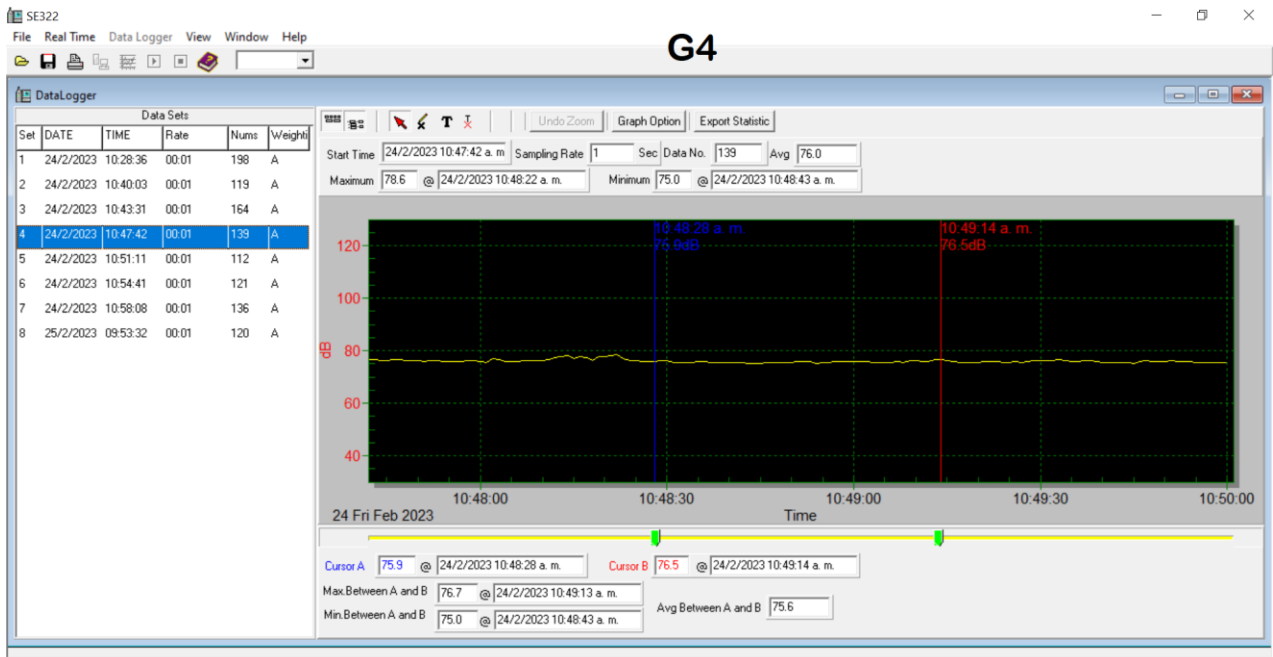 SE322
File Real Time Data Logger View Window Help
G4
DataLogger
Data Sets
Set DATE TIME Rate Nums Weighti
1 24/2/2023 10:28:36 00:01 198 A
2 24/2/2023 10:40:03 00:01 119 A
3 24/2/2023 10:43:31 00:01 164 A
4 24/2/2023 10:47:42 00:01 139 A
5 24/2/2023 10:51:11 00:01 112 A
6 24/2/2023 10:54:41 00:01 121 A
7 24/2/2023 10:58:08 00:01 136 A
8 25/2/2023 09:53:32 00:01 120 A
T Undo Zoom Graph Option Export Statistic
Start Time 24/2/2023 10:47:42 a. m Sampling Rate 1 Sec Data No. 139 Avg 76.0
Maximum 78.6 @ 24/2/2023 10:48:22 a. m. Minimum 75.0 @ 24/2/2023 10:48:43 a. m.
10:48:28 a. m. 10:49:14 a. m.
75.9dB 76.5dB
120
100
dB 80
60
40
10:48:00 10:48:30 10:49:00 10:49:30 10:50:00
24 Fri Feb 2023 Time
Cursor A 75.9 @ 24/2/2023 10:48:28 a. m. Cursor B 76.5 @ 24/2/2023 10:49:14 a. m.
Max.Between A and B 76.7 @ 24/2/2023 10:49:13 a. m.
Min.Between A and B 75.0 @ 24/2/2023 10:48:43 a. m.
Avg Between A and B 75.6